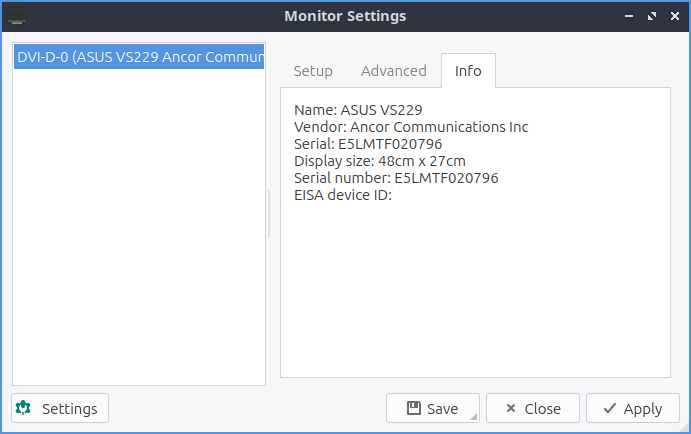 Monitor Settings
DVI-D-0 (ASUS VS229 Ancor Commun
Setup Advanced Info
Name: ASUS VS229
Vendor: Ancor Communications Inc
Serial: E5LMTF020796
Display size: 48cm x 27cm
Serial number: E5LMTF020796
EISA device ID:
Settings Save Close Apply